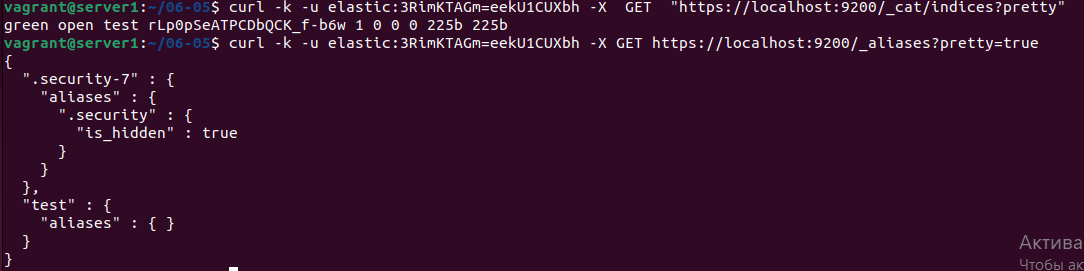 vagrant@server1:~/06-05$ curl -k -u elastic:3RimKTAGm=eekU1CUXbh -X  GET  "https://localhost:9200/_cat/indices?pretty"
green open test rLp0pSeATPCDbQCK_f-b6w 1 0 0 0 225b 225b
vagrant@server1:~/06-05$ curl -k -u elastic:3RimKTAGm=eekU1CUXbh -X GET https://localhost:9200/_aliases?pretty=true
{
  ".security-7" : {
    "aliases" : {
      ".security" : {
        "is_hidden" : true
      }
    }
  },
  "test" : {
    "aliases" : { }
  }
}
Актива
Чтобы ак